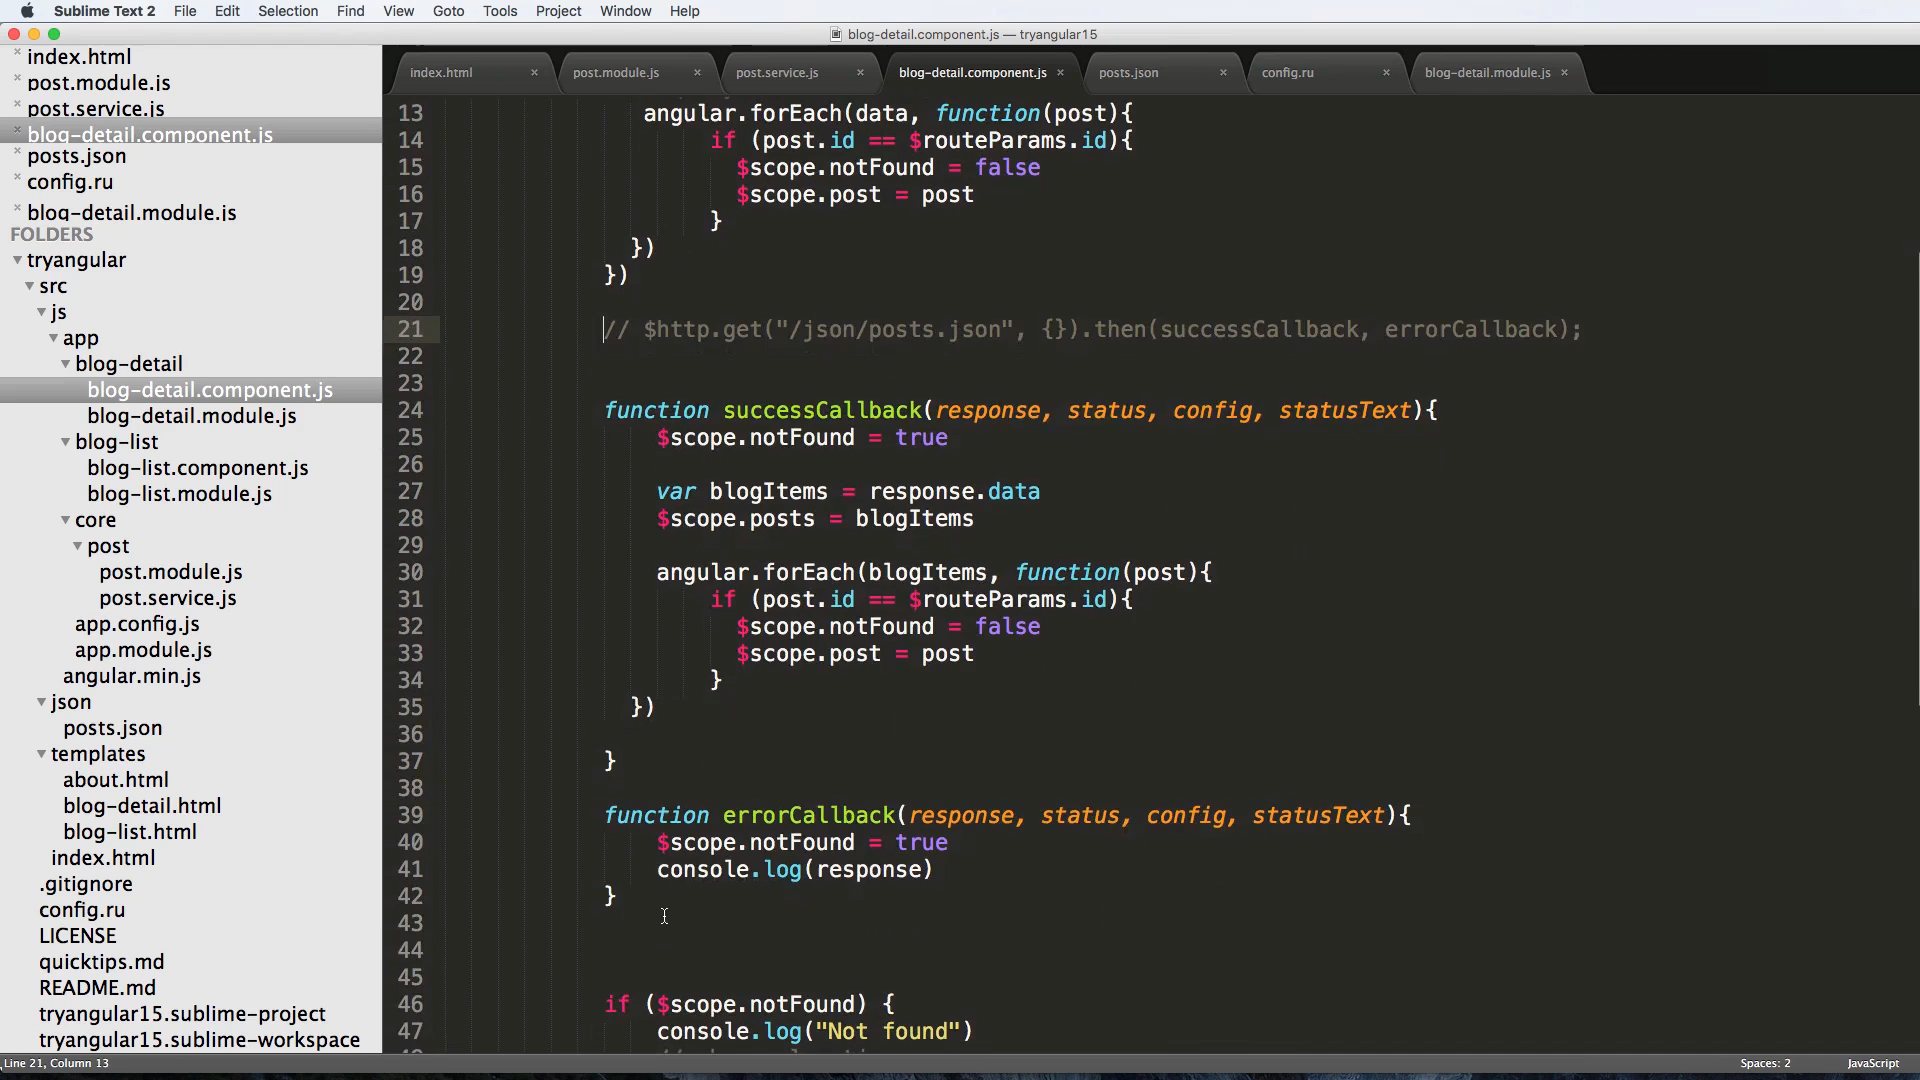 Sublime Text 2 File Edit Selection Find View Goto Tools Project Window Help
blog-detail.component.js — tryangular15
index.html
post.module.js
post.service.js
blog-detail.component.js
posts.json
config.ru
blog-detail.module.js
FOLDERS
tryangular
src
js
app
blog-detail
blog-detail.component.js
blog-detail.module.js
blog-list
blog-list.component.js
blog-list.module.js
core
post
post.module.js
post.service.js
app.config.js
app.module.js
angular.min.js
json
posts.json
templates
about.html
blog-detail.html
blog-list.html
index.html
.gitignore
config.ru
LICENSE
quicktips.md
README.md
tryangular15.sublime-project
tryangular15.sublime-workspace
index.html × post.module.js × post.service.js × blog-detail.component.js × posts.json × config.ru × blog-detail.module.js ×
13 angular.forEach(data, function(post){
14 if (post.id == $routeParams.id){
15 $scope.notFound = false
16 $scope.post = post
17 }
18 })
19 })
20
21 // $http.get("/json/posts.json", {}).then(successCallback, errorCallback);
22
23
24 function successCallback(response, status, config, statusText){
25 $scope.notFound = true
26
27 var blogItems = response.data
28 $scope.posts = blogItems
29
30 angular.forEach(blogItems, function(post){
31 if (post.id == $routeParams.id){
32 $scope.notFound = false
33 $scope.post = post
34 }
35 })
36
37 }
38
39 function errorCallback(response, status, config, statusText){
40 $scope.notFound = true
41 console.log(response)
42 }
43
44
45
46 if ($scope.notFound) {
47 console.log("Not found")
Line 21, Column 13 Spaces: 2 JavaScript